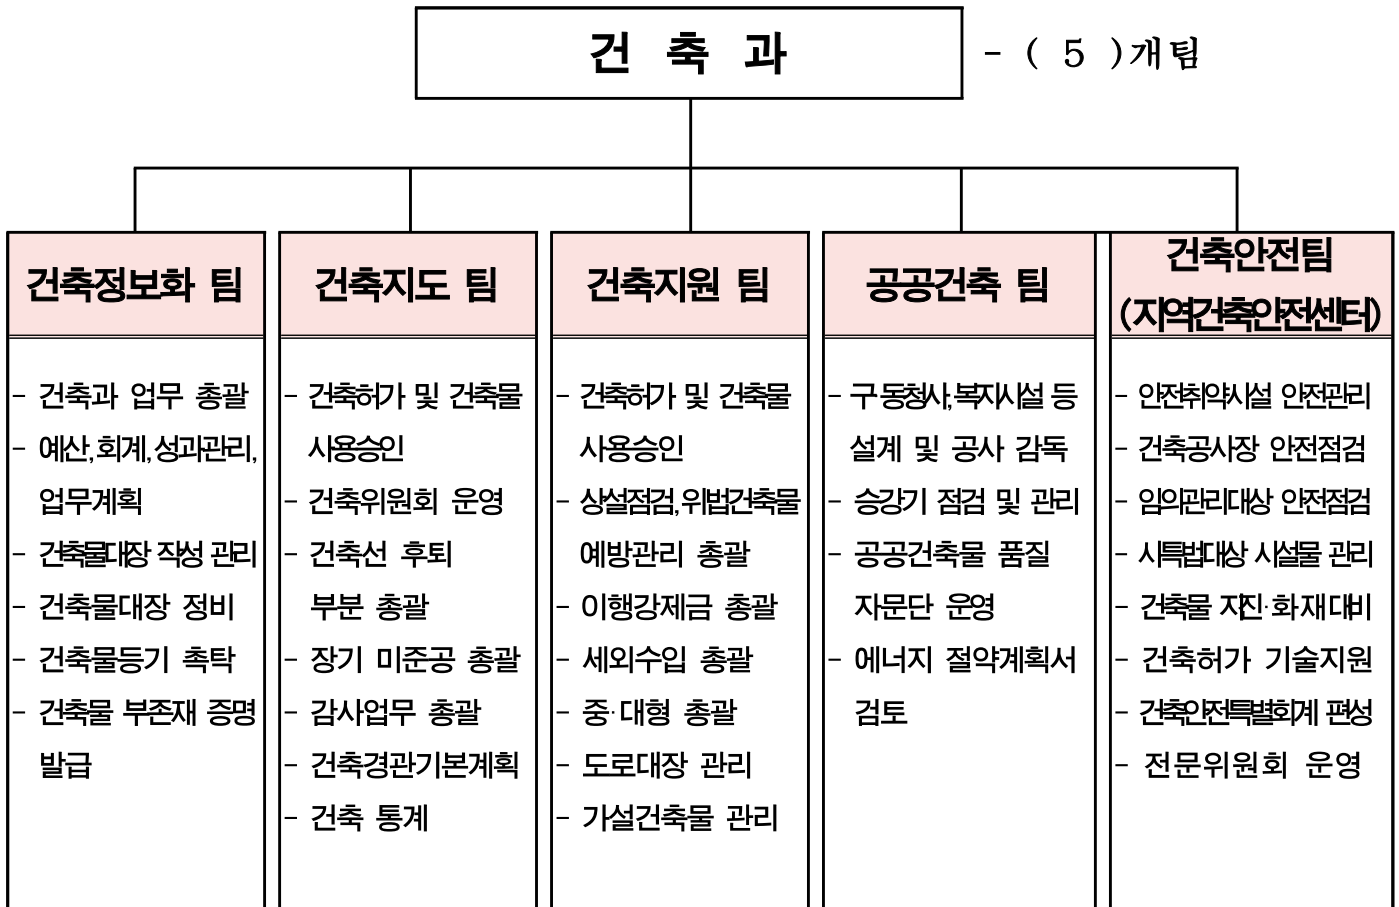 건 축 과
- ( 5 )개팀
건축정보화 팀
- 건축과 업무 총괄
- 예산,회계,성과관리,
업무계획
- 건축물대장 작성 관리
- 건축물대장 정비
- 건축물등기 촉탁
- 건축물 부존재 증명
발급
건축지도 팀
- 건축허가 및 건축물
사용승인
- 건축위원회 운영
- 건축선 후퇴
부분 총괄
- 장기 미준공 총괄
- 감사업무 총괄
- 건축경관기본계획
- 건축 통계
건축지원 팀
- 건축허가 및 건축물
사용승인
- 상설점검,위법건축물
예방관리 총괄
- 이행강제금 총괄
- 세외수입 총괄
- 중·대형 총괄
- 도로대장 관리
- 가설건축물 관리
공공건축 팀
- 구·동청사,복지시설 등
설계 및 공사 감독
- 승강기 점검 및 관리
- 공공건축물 품질
자문단 운영
- 에너지 절약계획서
검토
건축안전팀
(지역건축안전센터)
- 안전취약시설 안전관리
- 건축공사장 안전점검
- 임의관리대상 안전점검
- 시특법대상 시설물 관리
- 건축물 지진·화재대비
- 건축허가 기술지원
- 건축안전특별회계 편성
- 전문위원회 운영